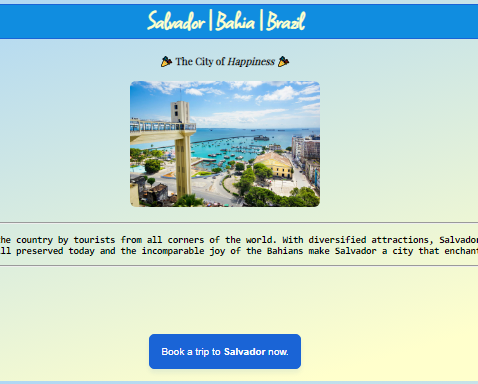 Salvador | Bahia | Brazil
The City of Happiness
the country by tourists from all corners of the world. With diversified attractions, Salvador
ll preserved today and the incomparable joy of the Bahians make Salvador a city that enchant
Book a trip to Salvador now.